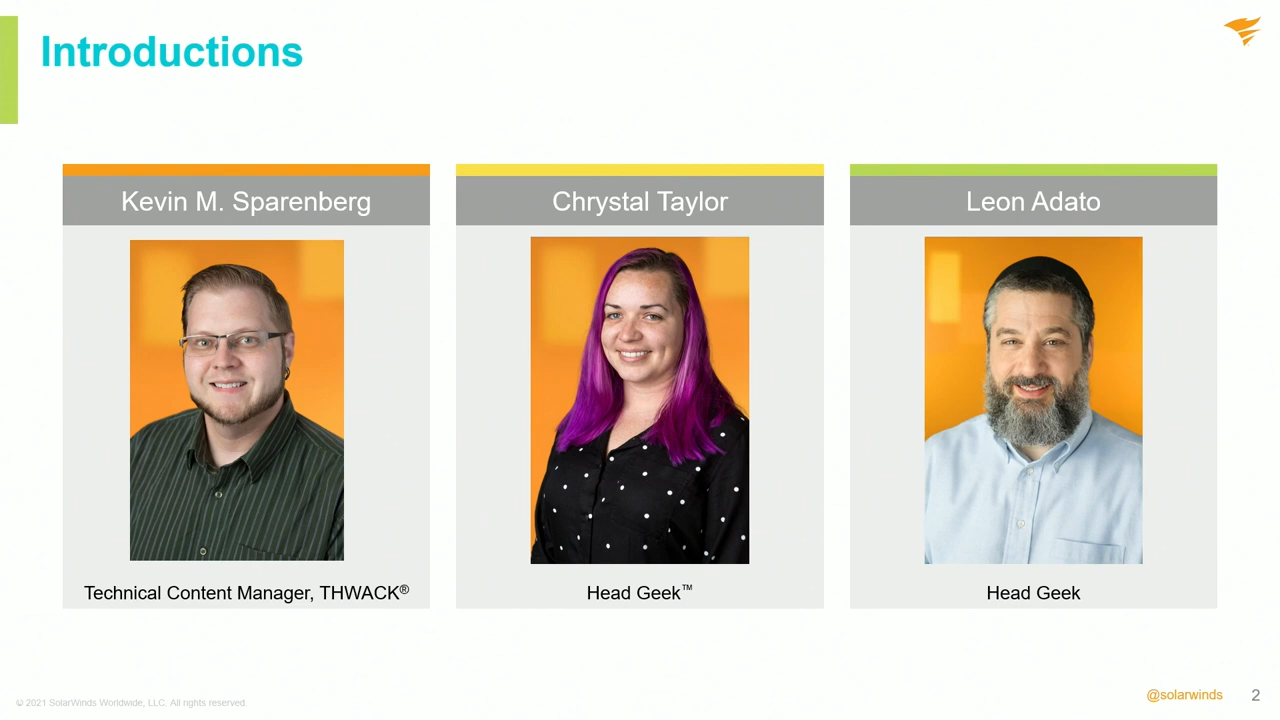 Introductions
Kevin M. Sparenberg
Chrystal Taylor
Leon Adato
Technical Content Manager, THWACK®
Head Geek™
Head Geek
© 2021 SolarWinds Worldwide, LLC. All rights reserved.
@solarwinds
2